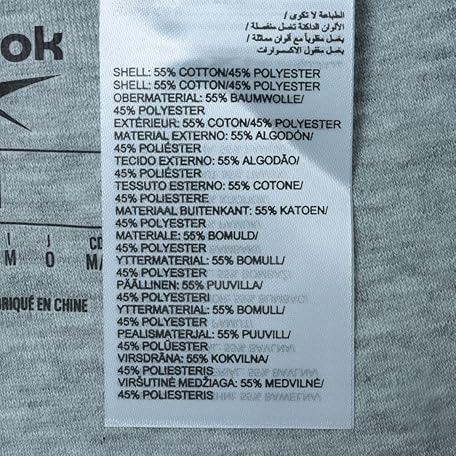 الطباعة لا تكوى/
الألوان الداكنة تغسل منفصلة/
يغسل مقلوباً مع ألوان مماثلة/
يغسل مقفول الاكسسوارات
SHELL: 55% COTTON/45% POLYESTER
SHELL: 55% COTTON/45% POLYESTER
OBERMATERIAL: 55% BAUMWOLLE/
45% POLYESTER
EXTÉRIEUR: 55% COTON/45% POLYESTER
MATERIAL EXTERNO: 55% ALGODÓN/
45% POLIÉSTER
TECIDO EXTERNO: 55% ALGODÃO/
45% POLIÉSTER
TESSUTO ESTERNO: 55% COTONE/
45% POLIESTERE
MATERIAAL BUITENKANT: 55% KATOEN/
45% POLYESTER
MATERIALE: 55% BOMULD/
45% POLYESTER
YTTERMATERIAL: 55% BOMULL/
45% POLYESTER
PÄÄLLINEN: 55% PUUVILLA/
45% POLYESTERI
YTTERMATERIAL: 55% BOMULL/
45% POLYESTER
PEALISMATERJAL: 55% PUUVILL/
45% POLÜESTER
VIRSDRĀNA: 55% KOKVILNA/
45% POLIESTERIS
VIRŠUTINĖ MEDŽIAGA: 55% MEDVILNĖ/
45% POLIESTERIS
ok
I J CD
M O M/
RIQUÉ EN CHINE